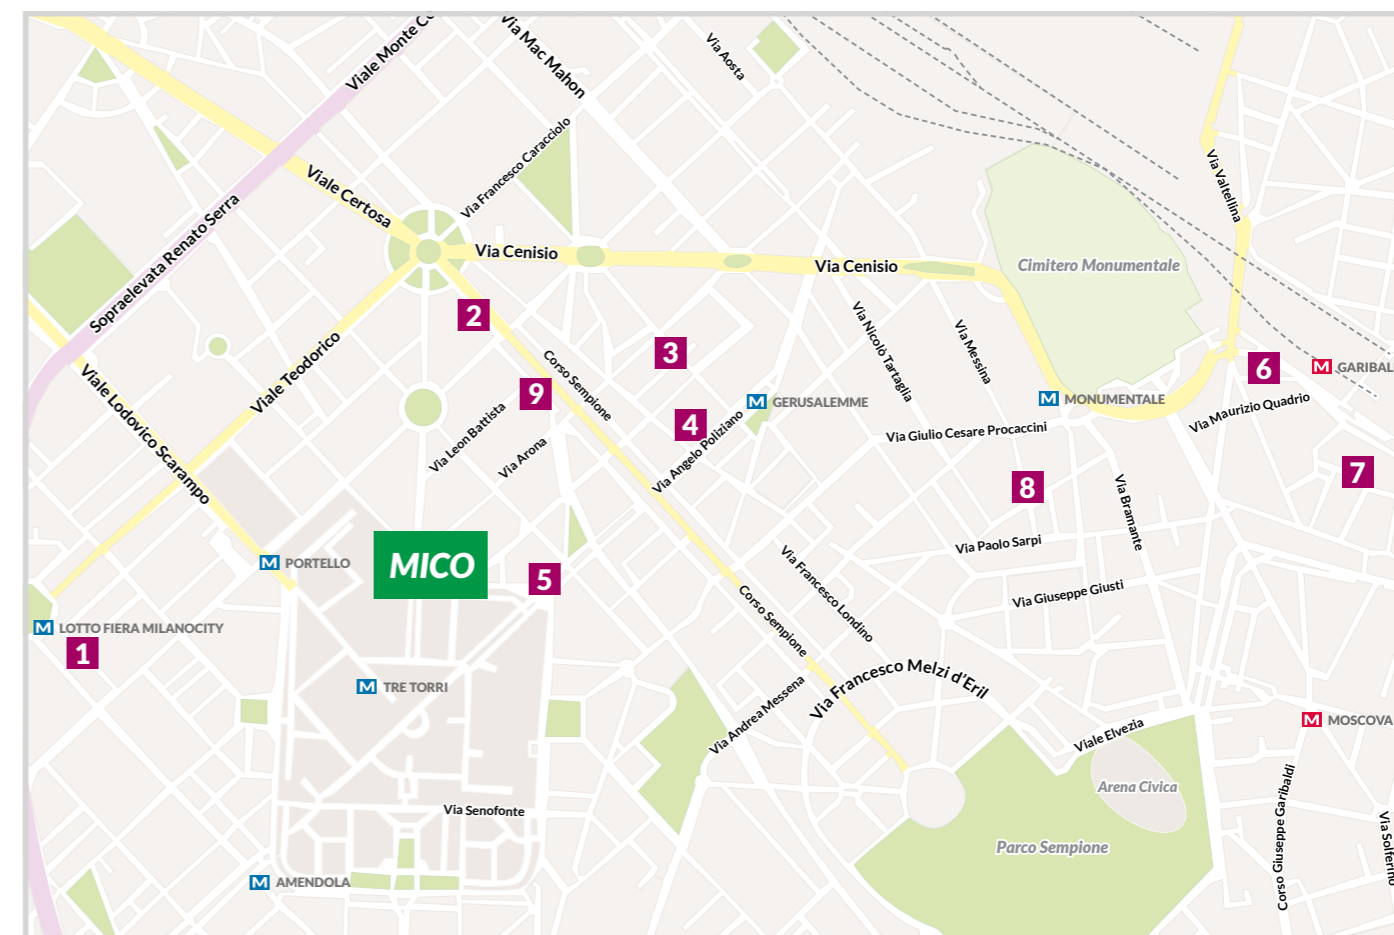 Viale Monte Ce
Via Mac Mahon
Via Aosta
Via Francesco Caracciolo
Via Valtellina
Viale Certosa
Sopraelevata Renato Serra
Via Cenisio
Via Cenisio
Cimitero Monumentale
2
Via Nicolò Tartaglia
Via Messina
3
Corso Sempione
Viale Teodorico
6
M GARIBAL
Viale Lodovico Scarampo
9
M GERUSALEMME
M MONUMENTALE
Via Maurizio Quadrio
4
Via Leon Battista
Via Arona
Via Angelo Poliziano
Via Giulio Cesare Procaccini
7
8
Via Bramante
Via Paolo Sarpi
M PORTELLO
MICO
5
Via Francesco Londino
Via Giuseppe Giusti
Corso Sempione
M LOTTO FIERA MILANOCITY
1
M TRE TORRI
Via Francesco Melzi d'Eril
Via Andrea Messena
M MOSCOVA
Viale Elvezia
Arena Civica
Via Senofonte
Corso Giuseppe Garibaldi
Via Solferino
Parco Sempione
M AMENDOLA